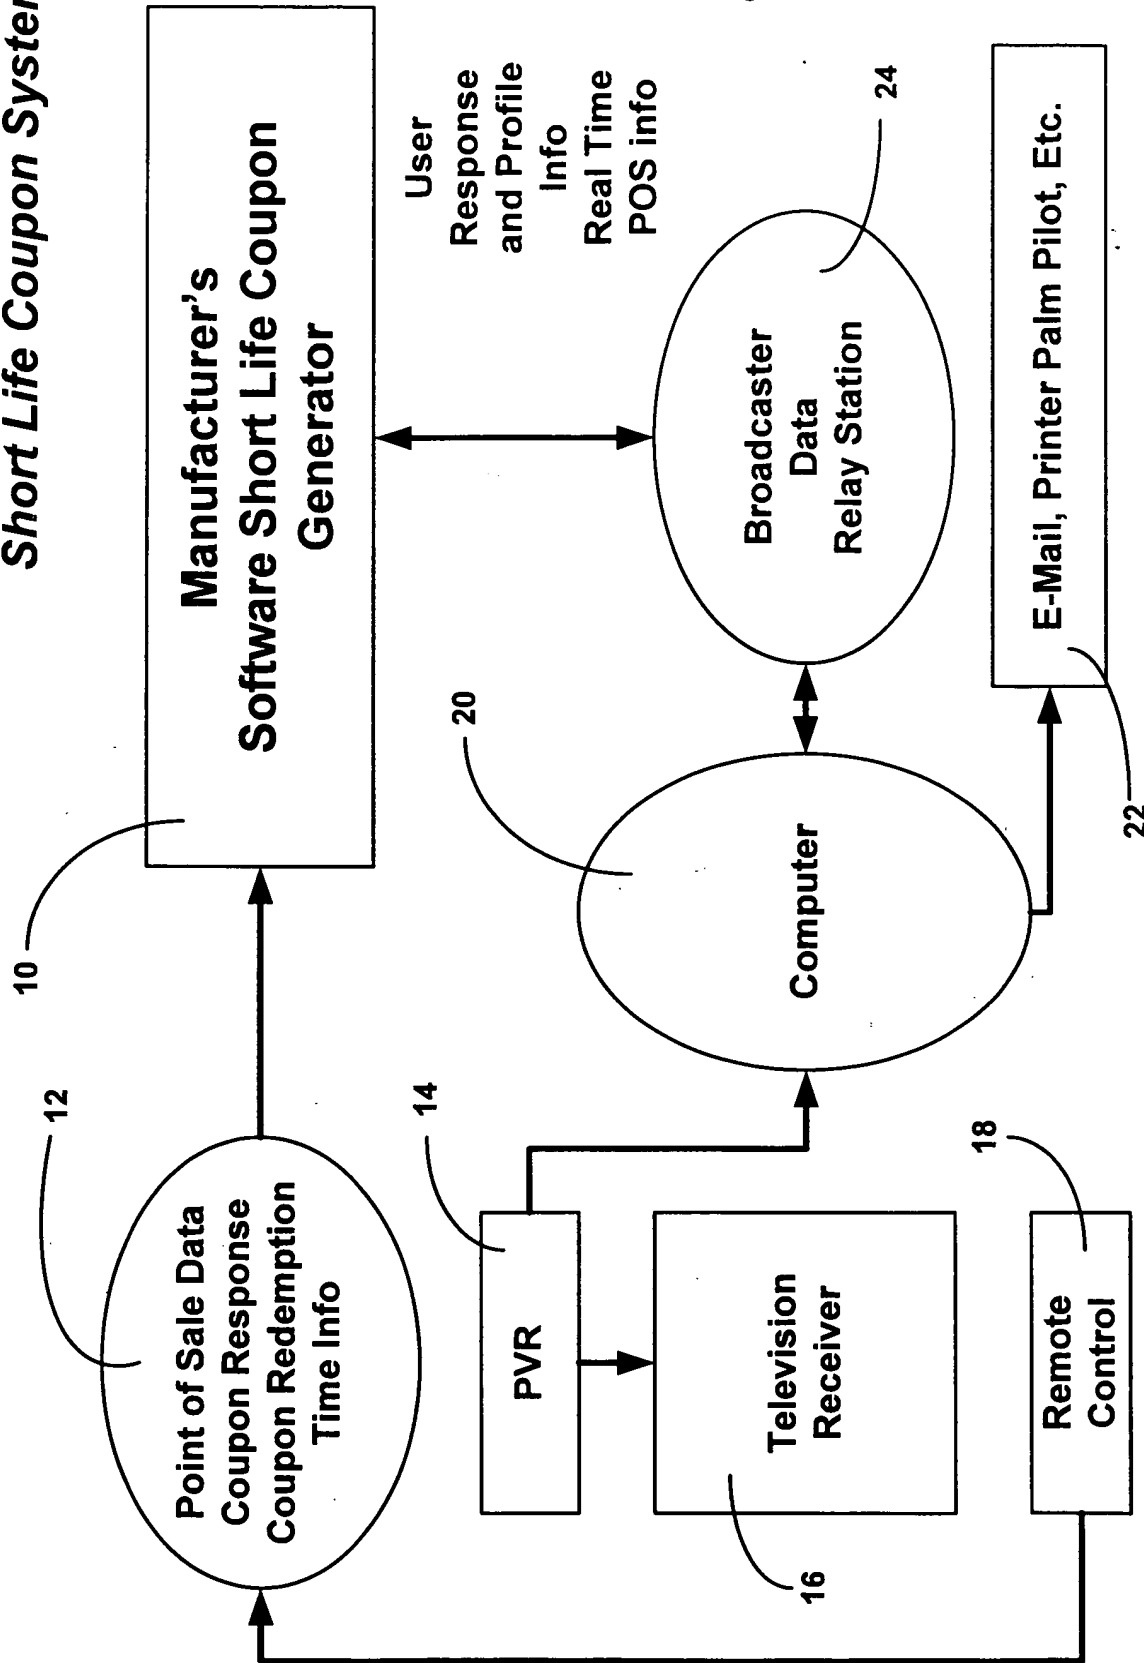 Short Life Coupon
10
Manufacturer's
Software Short Life Coupon
Generator
12
Point of Sale Data
Coupon Response
Coupon Redemption
Time Info
User
Response
and Profile
Info
Real Time
POS info
14
PVR
20
Computer
24
Broadcaster
Data
Relay Station
16
Television
Receiver
18
Remote
Control
22
E-Mail, Printer Palm Pilot, Etc.